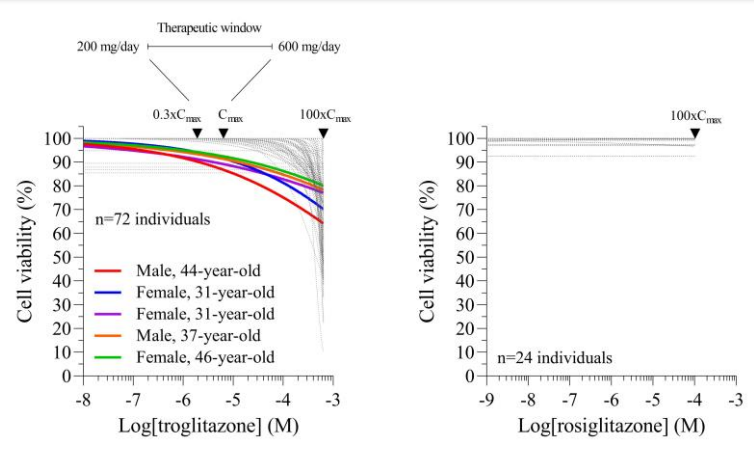 Therapeutic window
200 mg/day
600 mg/day
0.3xCmax
Cmax
100xCmax
100
90
80
70
60
50
40
30
20
10
0
Cell viability (%)
n=72 individuals
Male, 44-year-old
Female, 31-year-old
Female, 31-year-old
Male, 37-year-old
Female, 46-year-old
-8 -7 -6 -5 -4 -3
Log[troglitazone] (M)
100xCmax
100
90
80
70
60
50
40
30
20
10
0
Cell viability (%)
n=24 individuals
-9 -8 -7 -6 -5 -4 -3
Log[rosiglitazone] (M)